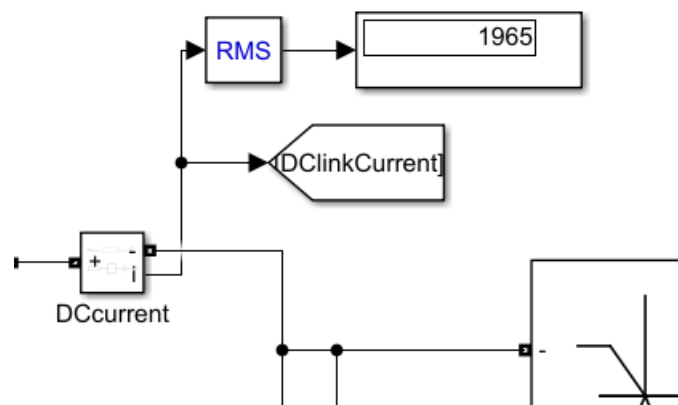 RMS
1965
[DClinkCurrent]
-
+
i
DCcurrent
-